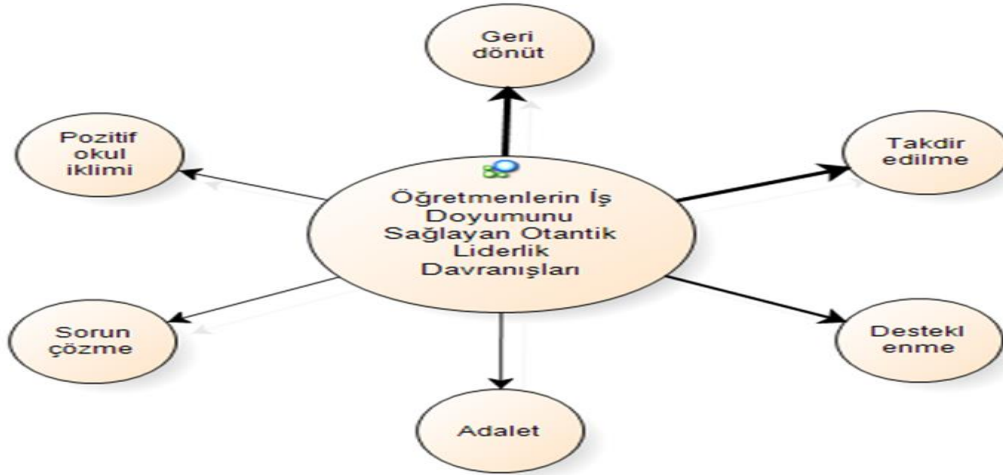 Geri
dönüt
Pozitif
okul
iklimi
Takdir
edilme
Öğretmenlerin İş
Doyumunu
Sağlayan Otantik
Liderlik
Davranışları
Sorun
çözme
Destekl
enme
Adalet